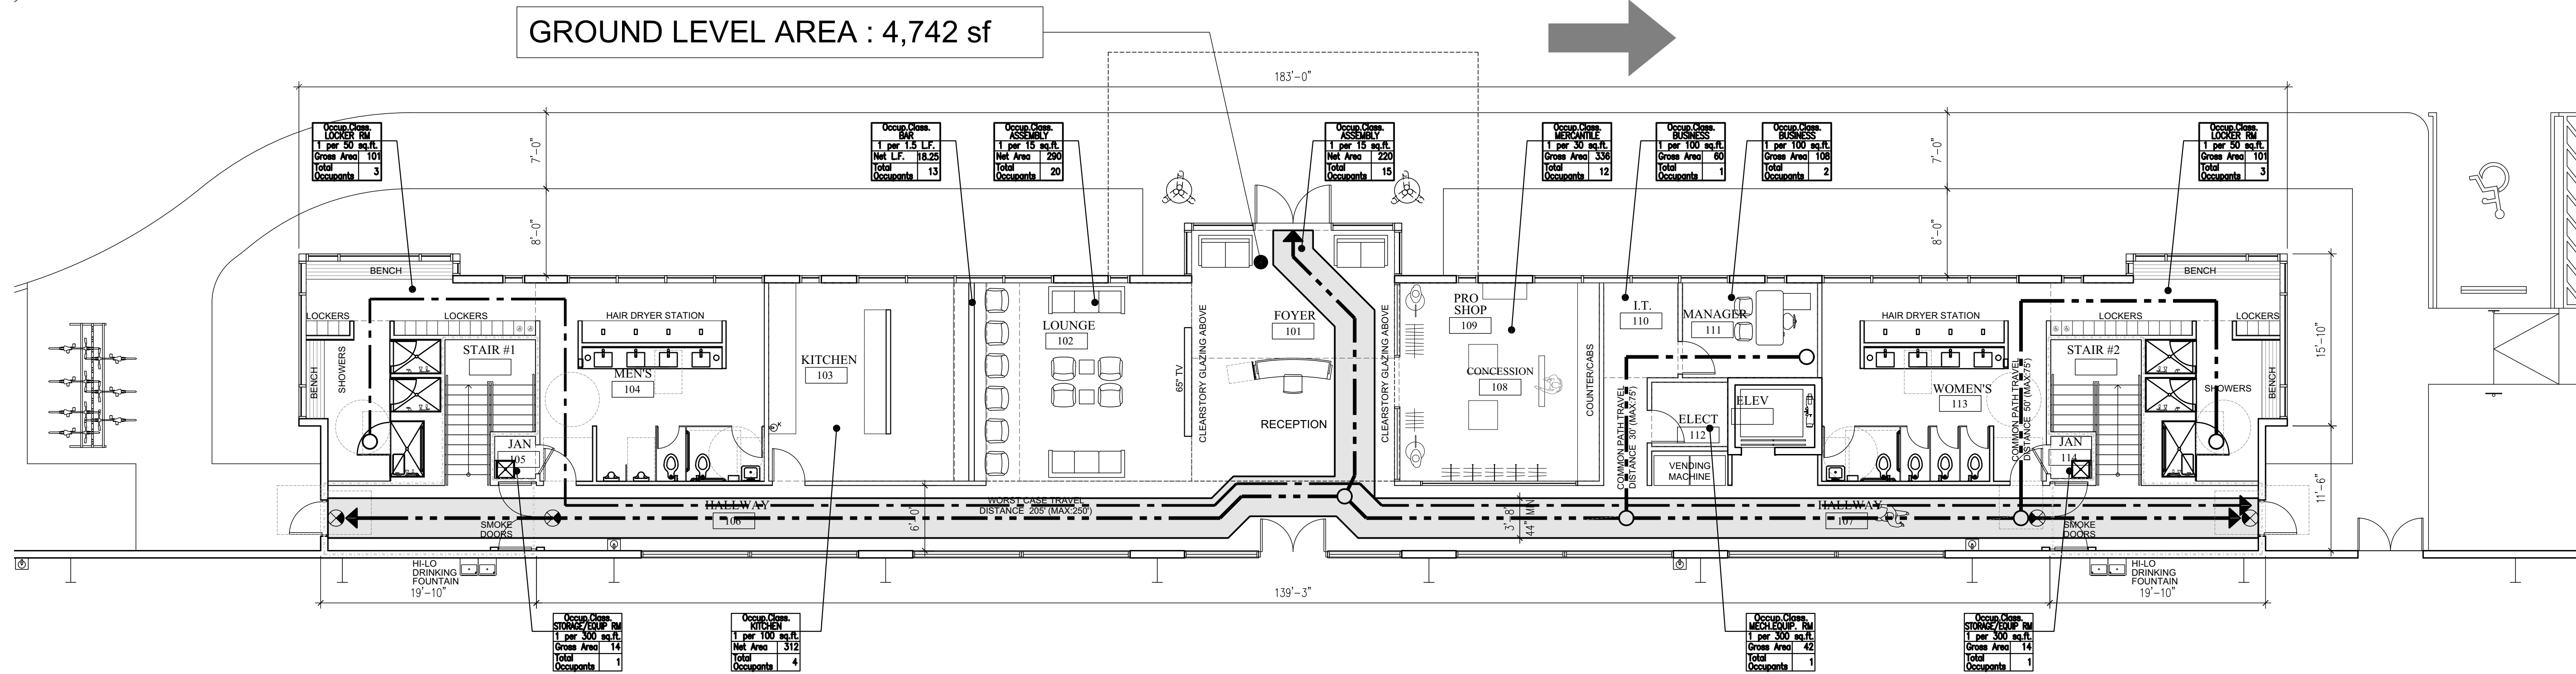 GROUND LEVEL AREA : 4,742 sf
183'-0"
Occup.Class.
LOCKER RM
1 per 50 sq.ft.
Gross Area 101
Total
Occupants 3
7'-0"
8'-0"
Occup.Class.
BAR
1 per 1.5 L.F.
Net L.F. 18.25
Total
Occupants 13
Occup.Class.
ASSEMBLY
1 per 15 sq.ft.
Net Area 290
Total
Occupants 20
Occup.Class.
ASSEMBLY
1 per 15 sq.ft.
Net Area 220
Total
Occupants 15
Occup.Class.
MERCANTILE
1 per 30 sq.ft.
Gross Area 336
Total
Occupants 12
Occup.Class.
BUSINESS
1 per 100 sq.ft.
Gross Area 60
Total
Occupants 1
Occup.Class.
BUSINESS
1 per 100 sq.ft.
Gross Area 108
Total
Occupants 2
7'-0"
8'-0"
Occup.Class.
LOCKER RM
1 per 50 sq.ft.
Gross Area 101
Total
Occupants 3
BENCH
LOCKERS
LOCKERS
BENCH
SHOWERS
STAIR #1
JAN
105
HAIR DRYER STATION
MEN'S
104
KITCHEN
103
K
LOUNGE
102
65" TV
CLEARSTORY GLAZING ABOVE
FOYER
101
RECEPTION
CLEARSTORY GLAZING ABOVE
PRO
SHOP
109
CONCESSION
108
COUNTER/CABS
I.T.
110
MANAGER
111
COMMON PATH TRAVEL
DISTANCE 30' (MAX:75')
ELECT
112
ELEV
VENDING
MACHINE
HAIR DRYER STATION
WOMEN'S
113
COMMON PATH TRAVEL
DISTANCE 50' (MAX:75')
BENCH
LOCKERS
LOCKERS
STAIR #2
JAN
114
SHOWERS
BENCH
15'-10"
11'-6"
HALLWAY
106
SMOKE
DOORS
6'-0"
WORST CASE TRAVEL
DISTANCE 205' (MAX:250')
3'-8"
44" MIN
HALLWAY
107
SMOKE
DOORS
HI-LO
DRINKING
FOUNTAIN
HI-LO
DRINKING
FOUNTAIN
19'-10"
139'-3"
19'-10"
Occup.Class.
STORAGE/EQUIP RM
1 per 300 sq.ft.
Gross Area 14
Total
Occupants 1
Occup.Class.
KITCHEN
1 per 100 sq.ft.
Net Area 312
Total
Occupants 4
Occup.Class.
MECH.EQUIP. RM
1 per 300 sq.ft.
Gross Area 42
Total
Occupants 1
Occup.Class.
STORAGE/EQUIP RM
1 per 300 sq.ft.
Gross Area 14
Total
Occupants 1